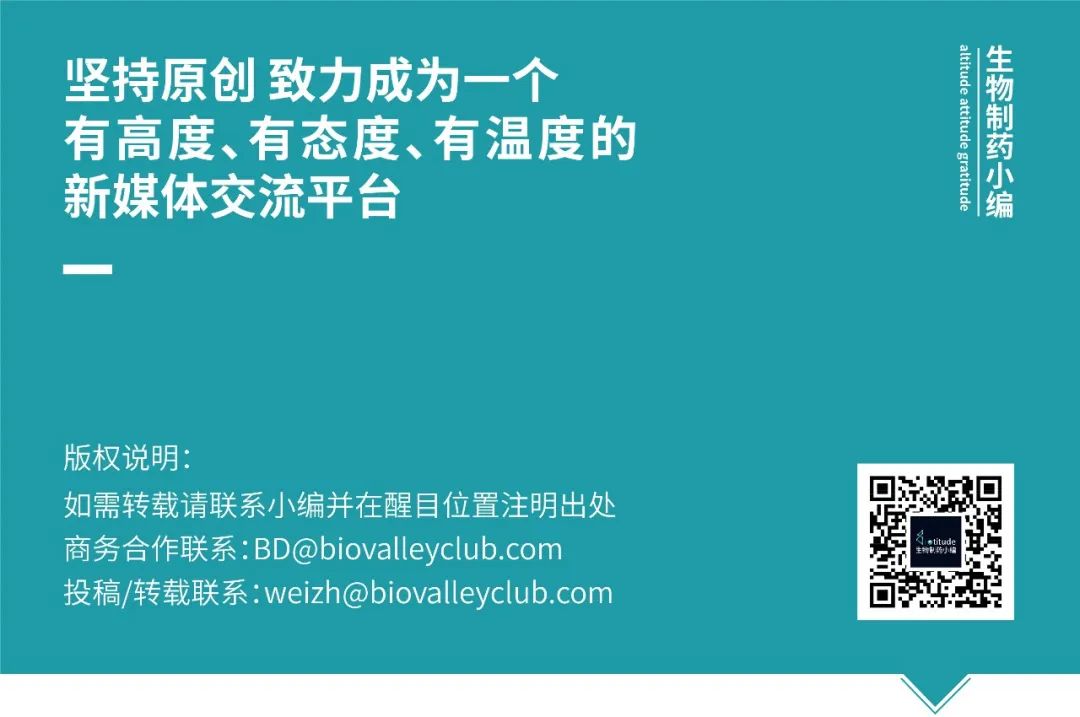 坚持原创 致力成为一个
有高度、有态度、有温度的
新媒体交流平台
生物制药小编
altitude attitude gratitude
版权说明：
如需转载请联系小编并在醒目位置注明出处
商务合作联系：BD@biovalleyclub.com
投稿/转载联系：weizh@biovalleyclub.com
titude
生物制药小编